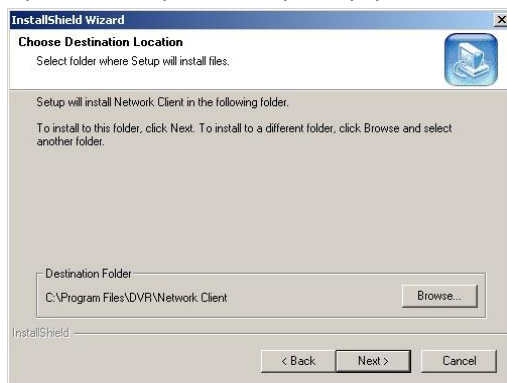 InstallShield Wizard
Choose Destination Location
Select folder where Setup will install files.
Setup will install Network Client in the following folder.
To install to this folder, click Next. To install to a different folder, click Browse and select
another folder.
Destination Folder
C:\Program Files\DVR\Network Client
Browse...
InstallShield
< Back
Next >
Cancel